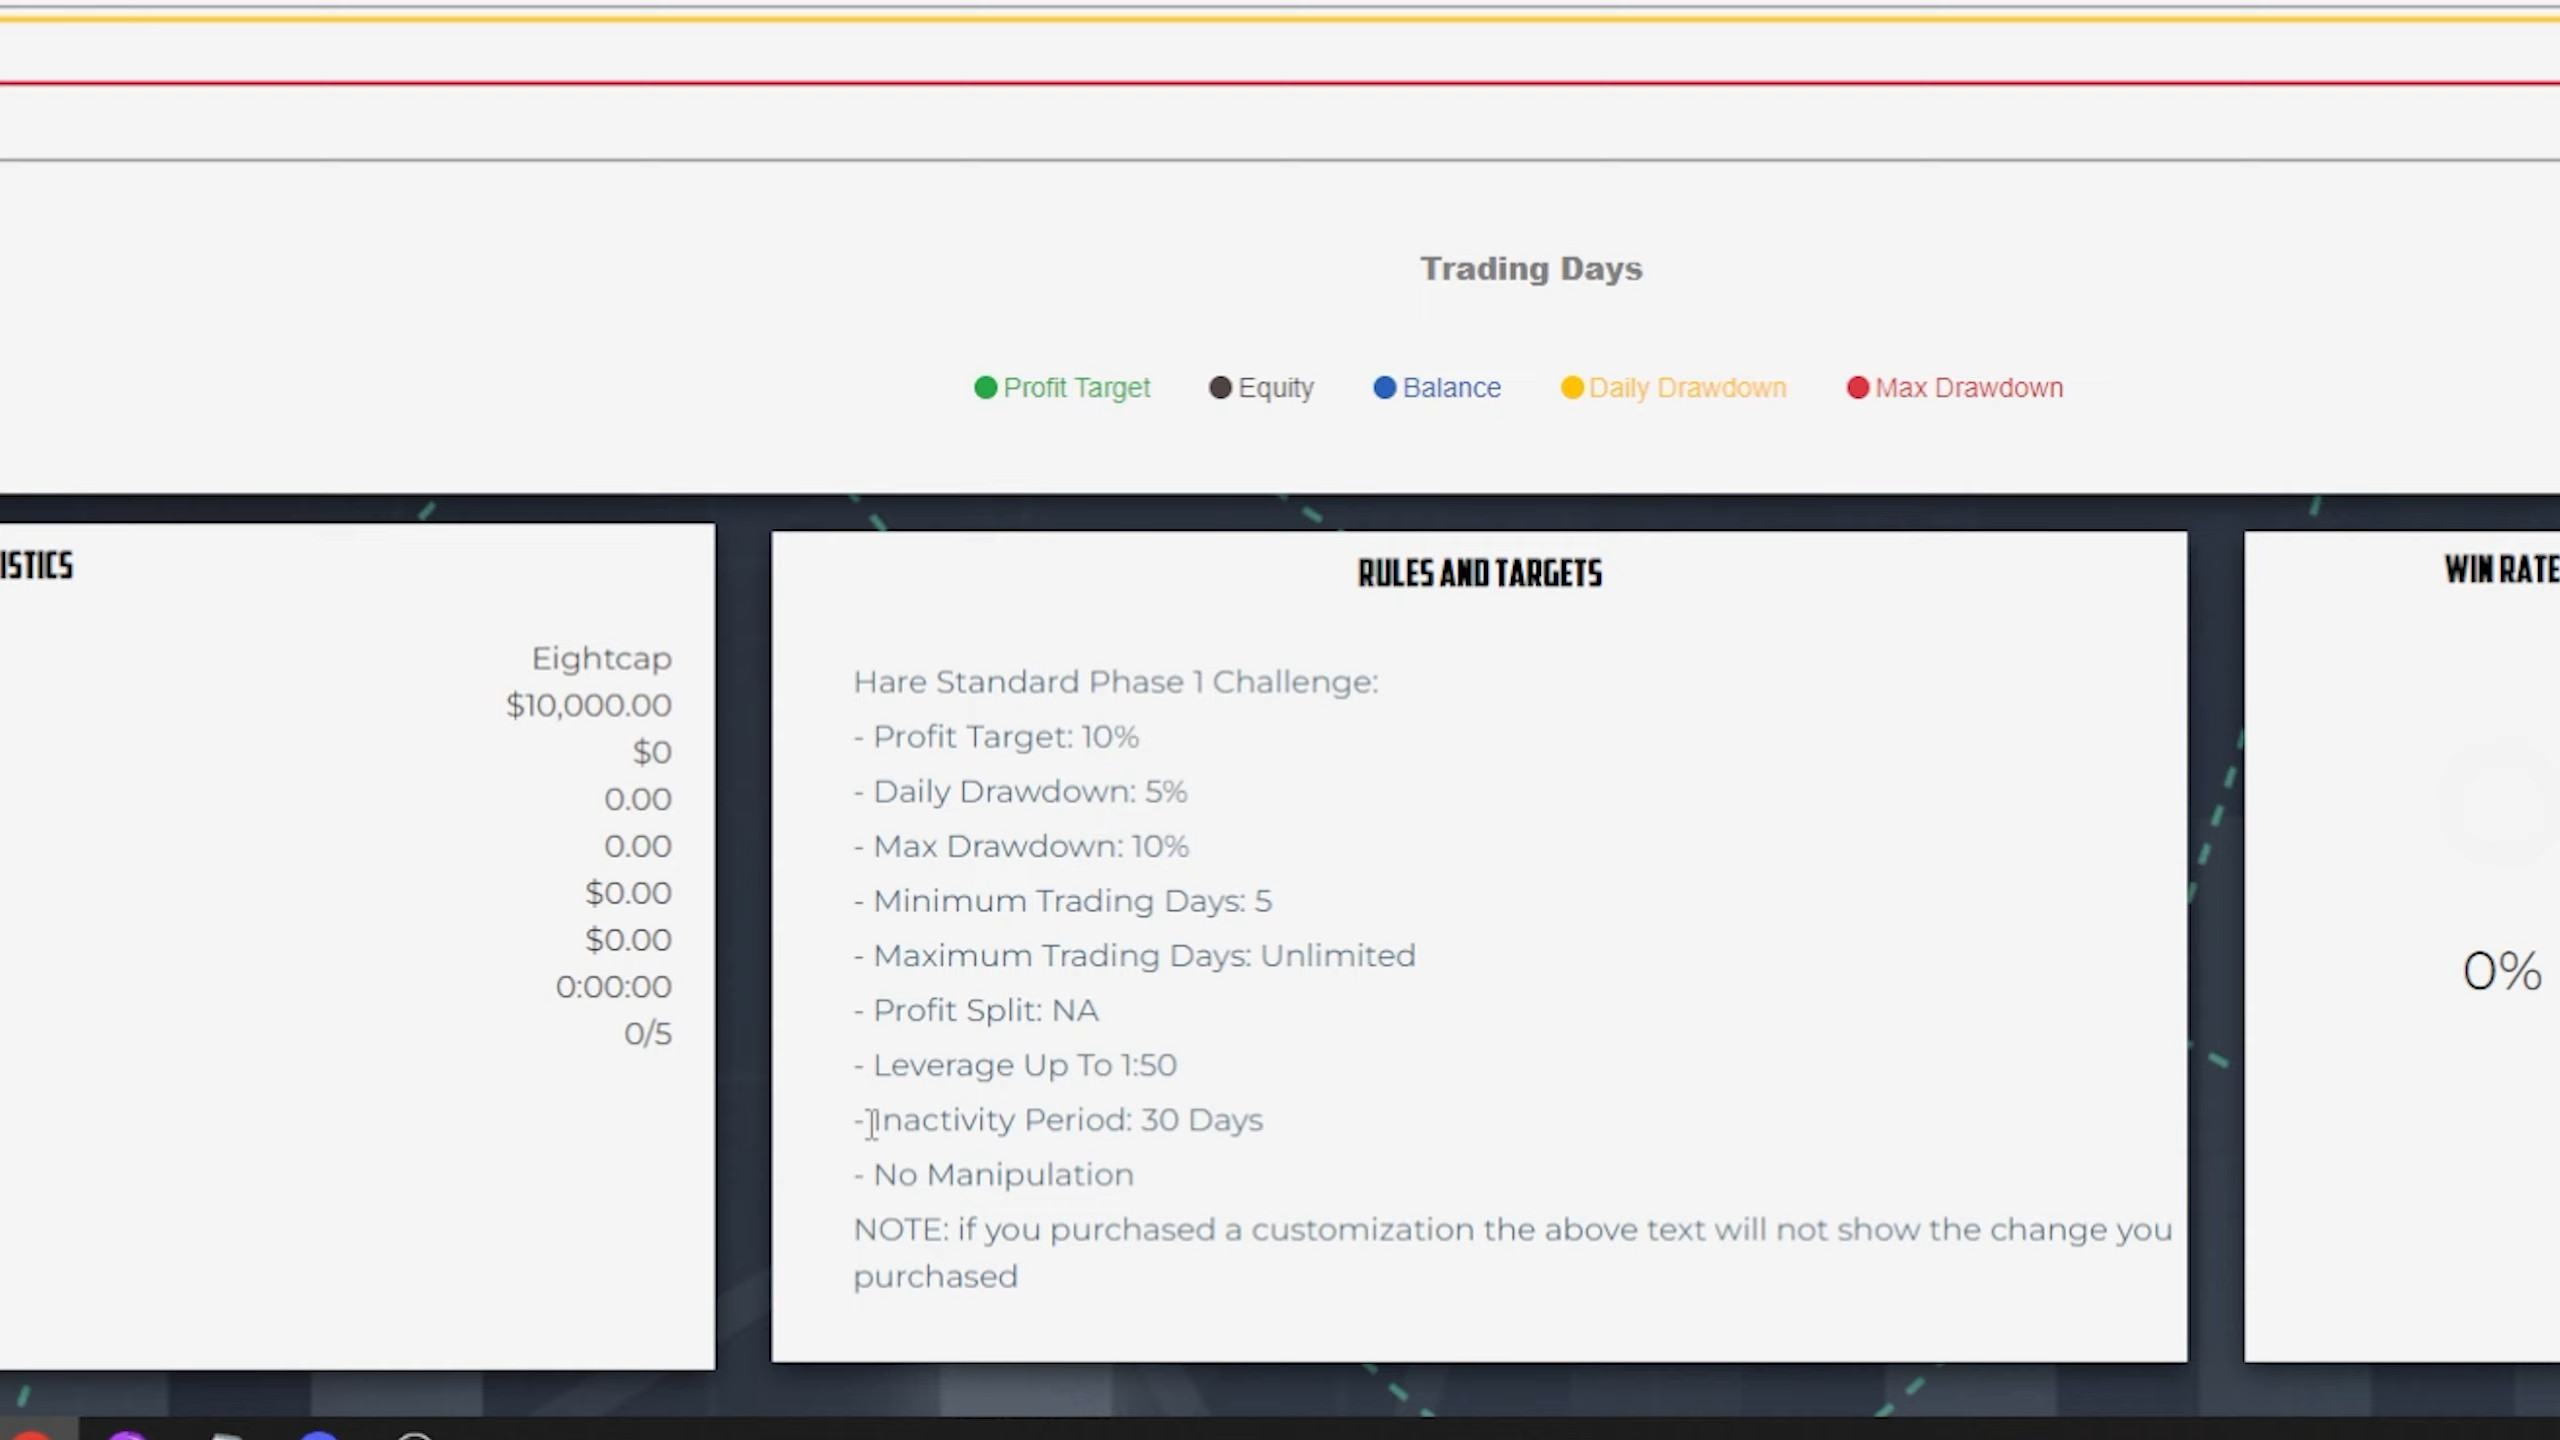 Trading Days
Profit Target Equity Balance Daily Drawdown Max Drawdown
ISTICS
Eightcap
$10,000.00
$0
0.00
0.00
$0.00
$0.00
0:00:00
0/5
RULES AND TARGETS
Hare Standard Phase 1 Challenge:
- Profit Target: 10%
- Daily Drawdown: 5%
- Max Drawdown: 10%
- Minimum Trading Days: 5
- Maximum Trading Days: Unlimited
- Profit Split: NA
- Leverage Up To 1:50
- Inactivity Period: 30 Days
- No Manipulation
NOTE: if you purchased a customization the above text will not show the change you
purchased
WIN RATE
0%